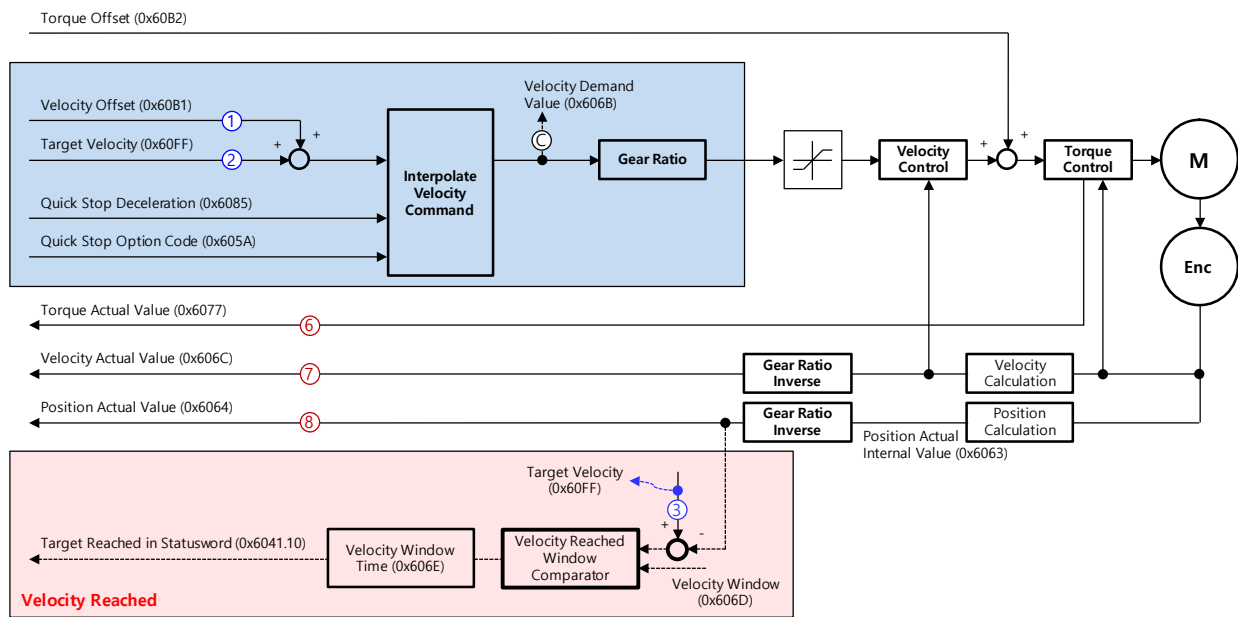 Torque Offset (0x60B2)
Velocity Offset (0x60B1)
1
+
Target Velocity (0x60FF)
2
+
Quick Stop Deceleration (0x6085)
Quick Stop Option Code (0x605A)
Interpolate
Velocity
Command
Velocity Demand
Value (0x606B)
C
Gear Ratio
Velocity
Control
+
+
Torque
Control
M
Enc
Torque Actual Value (0x6077)
6
Velocity Actual Value (0x606C)
7
Gear Ratio
Inverse
Velocity
Calculation
Position Actual Value (0x6064)
8
Gear Ratio
Inverse
Position Actual
Internal Value (0x6063)
Position
Calculation
Target Velocity
(0x60FF)
3
+
-
Target Reached in Statusword (0x6041.10)
Velocity Window
Time (0x606E)
Velocity Reached
Window
Comparator
Velocity Window
(0x606D)
Velocity Reached